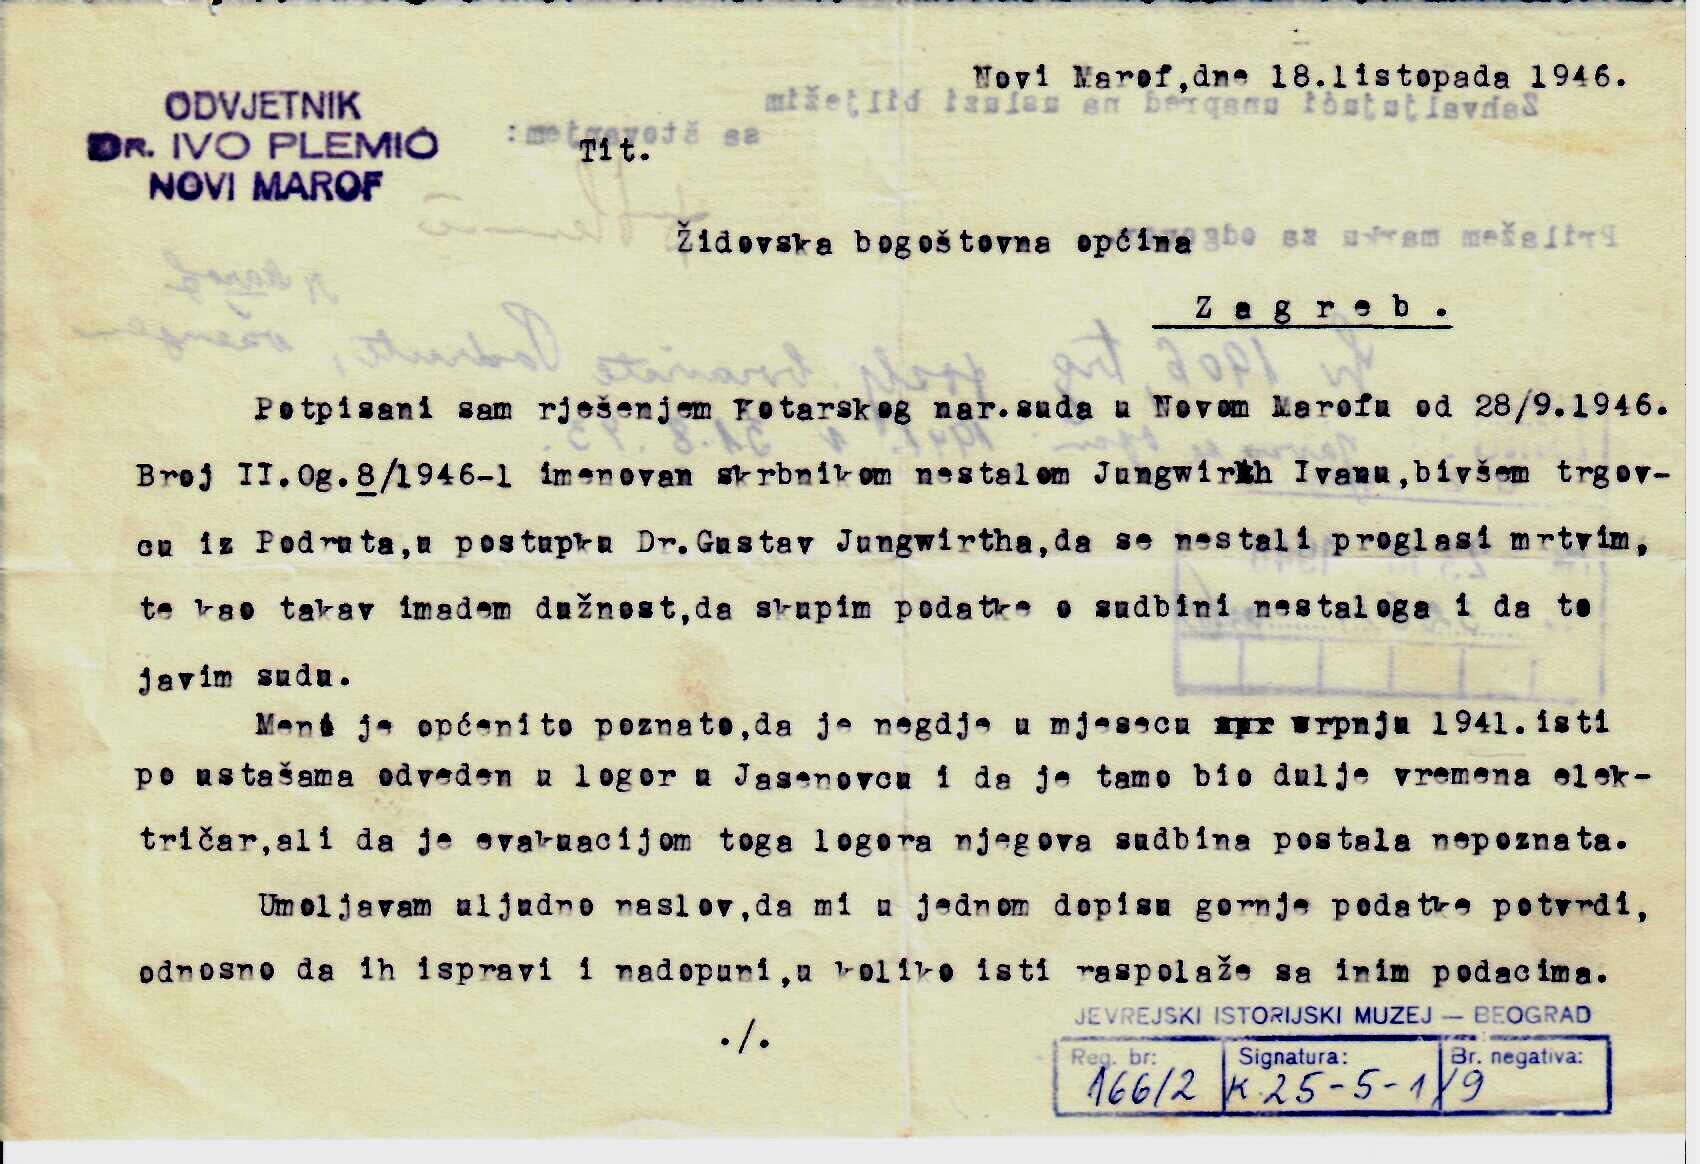 Novi Marof,dne 18.listopada 1946.
ODVJETNIK
DR. IVO PLEMIĆ
NOVI MAROF
Tit.
Židovska bogoštovna općina
Zagreb.
Potpisani sam rješenjem Kotarskog nar.suda u Novom Marofu od 28/9.1946.
Broj II.Og.8/1946-1 imenovan skrbnikom nestalom Jungwirth Ivanu,bivšem trgov-
cu iz Podruta,u postupku Dr.Gustav Jungwirtha,da se nestali proglasi mrtvim,
te kao takav imadem dužnost,da skupim podatke o sudbini nestaloga i da to
javim sudu.
Meni je općenito poznato,da je negdje u mjesecu srpnju 1941.isti
po ustašama odveden u logor u Jasenovcu i da je tamo bio dulje vremena elek-
tričar,ali da je evakuacijom toga logora njegova sudbina postala nepoznata.
Umoljavam uljudno naslov,da mi u jednom dopisu gornje podatke potvrdi,
odnosno da ih ispravi i nadopuni,u koliko isti raspolaže sa inim podacima.
./.
JEVREJSKI ISTORIJSKI MUZEJ — BEOGRAD
Reg. br: Signatura: Br. negativa:
166/2 K.25-5-1/9